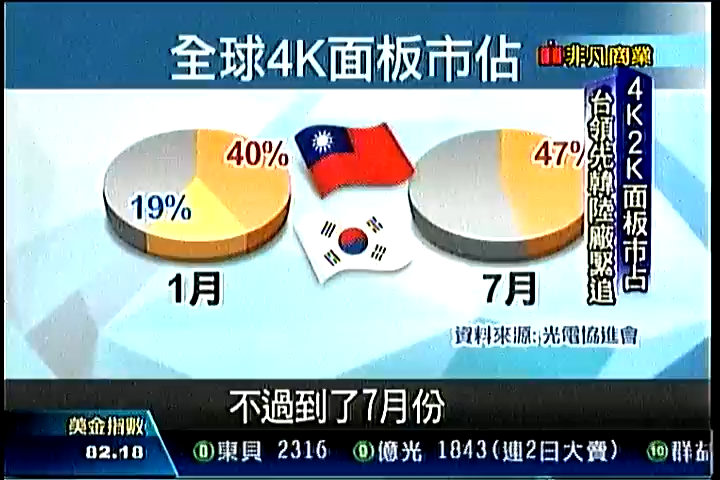 全球4K面板市佔
非凡商業
4K2K面板市占
台領先韓陸廠緊追
40%
19%
47%
1月
7月
資料來源:光電協進會
不過到了7月份
美金指數
82.18
東貝 2316
億光 1843(連2日大賣)
群